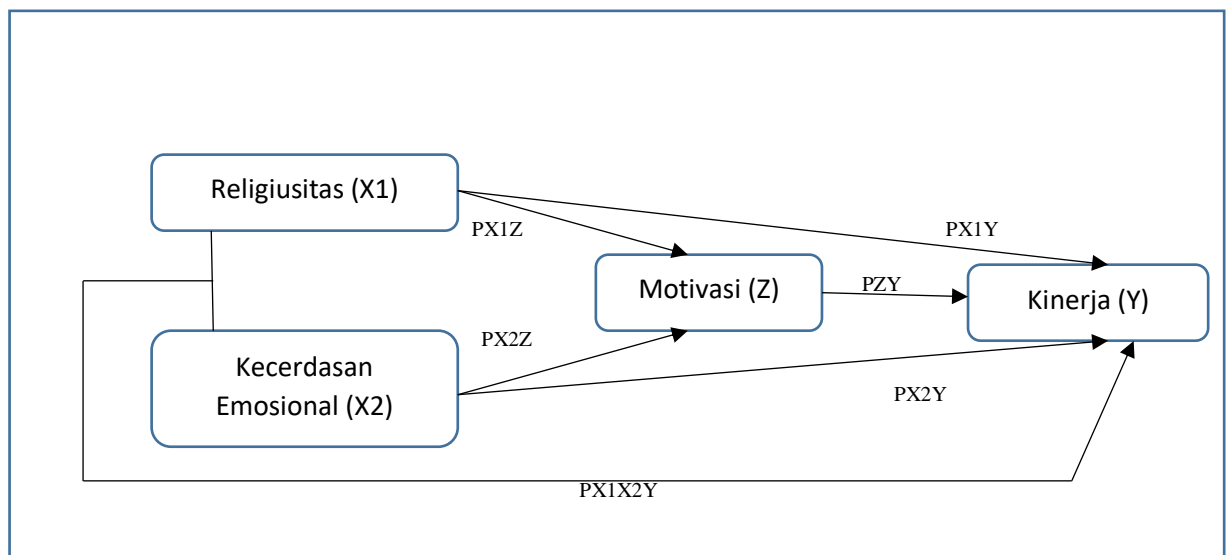 Religiusitas (X1)
PX1Z
PX1Y
Motivasi (Z)
PZY
Kinerja (Y)
PX2Z
Kecerdasan
Emosional (X2)
PX2Y
PX1X2Y